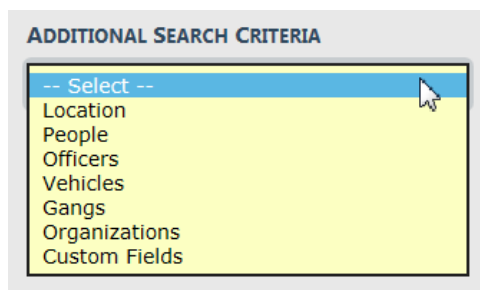 ADDITIONAL SEARCH CRITERIA
-- Select --
Location
People
Officers
Vehicles
Gangs
Organizations
Custom Fields